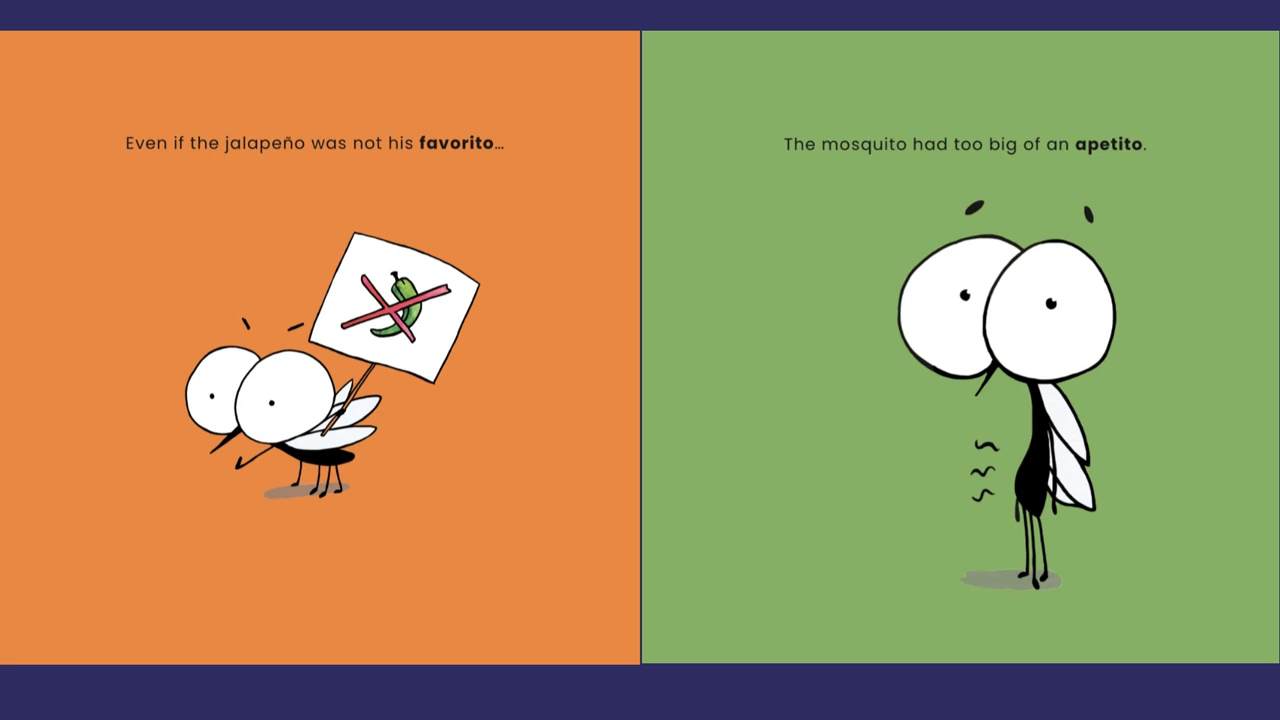 Even if the jalapeño was not his favorito…
The mosquito had too big of an apetito.